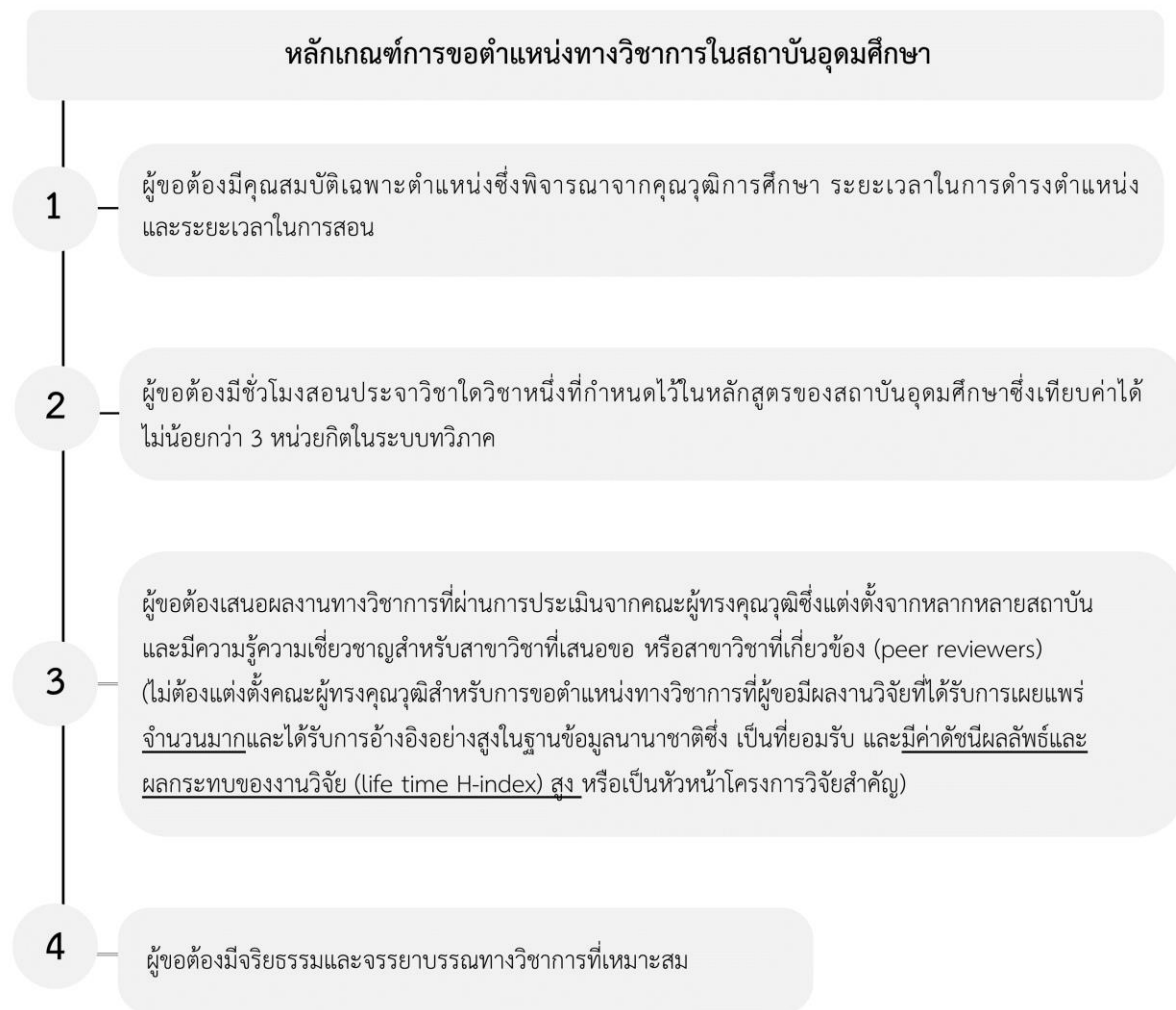 หลักเกณฑ์การขอตำแหน่งทางวิชาการในสถาบันอุดมศึกษา
1
ผู้ขอต้องมีคุณสมบัติเฉพาะตำแหน่งซึ่งพิจารณาจากคุณวุฒิการศึกษา ระยะเวลาในการดำรงตำแหน่ง
และระยะเวลาในการสอน
2
ผู้ขอต้องมีชั่วโมงสอนประจาวิชาใดวิชาหนึ่งที่กำหนดไว้ในหลักสูตรของสถาบันอุดมศึกษาซึ่งเทียบค่าได้
ไม่น้อยกว่า 3 หน่วยกิตในระบบทวิภาค
3
ผู้ขอต้องเสนอผลงานทางวิชาการที่ผ่านการประเมินจากคณะผู้ทรงคุณวุฒิซึ่งแต่งตั้งจากหลากหลายสถาบัน
และมีความรู้ความเชี่ยวชาญสำหรับสาขาวิชาที่เสนอขอ หรือสาขาวิชาที่เกี่ยวข้อง (peer reviewers)
(ไม่ต้องแต่งตั้งคณะผู้ทรงคุณวุฒิสำหรับการขอตำแหน่งทางวิชาการที่ผู้ขอมีผลงานวิจัยที่ได้รับการเผยแพร่
จำนวนมากและได้รับการอ้างอิงอย่างสูงในฐานข้อมูลนานาชาติซึ่ง เป็นที่ยอมรับ และมีค่าดัชนีผลลัพธ์และ
ผลกระทบของงานวิจัย (life time H-index) สูง หรือเป็นหัวหน้าโครงการวิจัยสำคัญ)
4
ผู้ขอต้องมีจริยธรรมและจรรยาบรรณทางวิชาการที่เหมาะสม